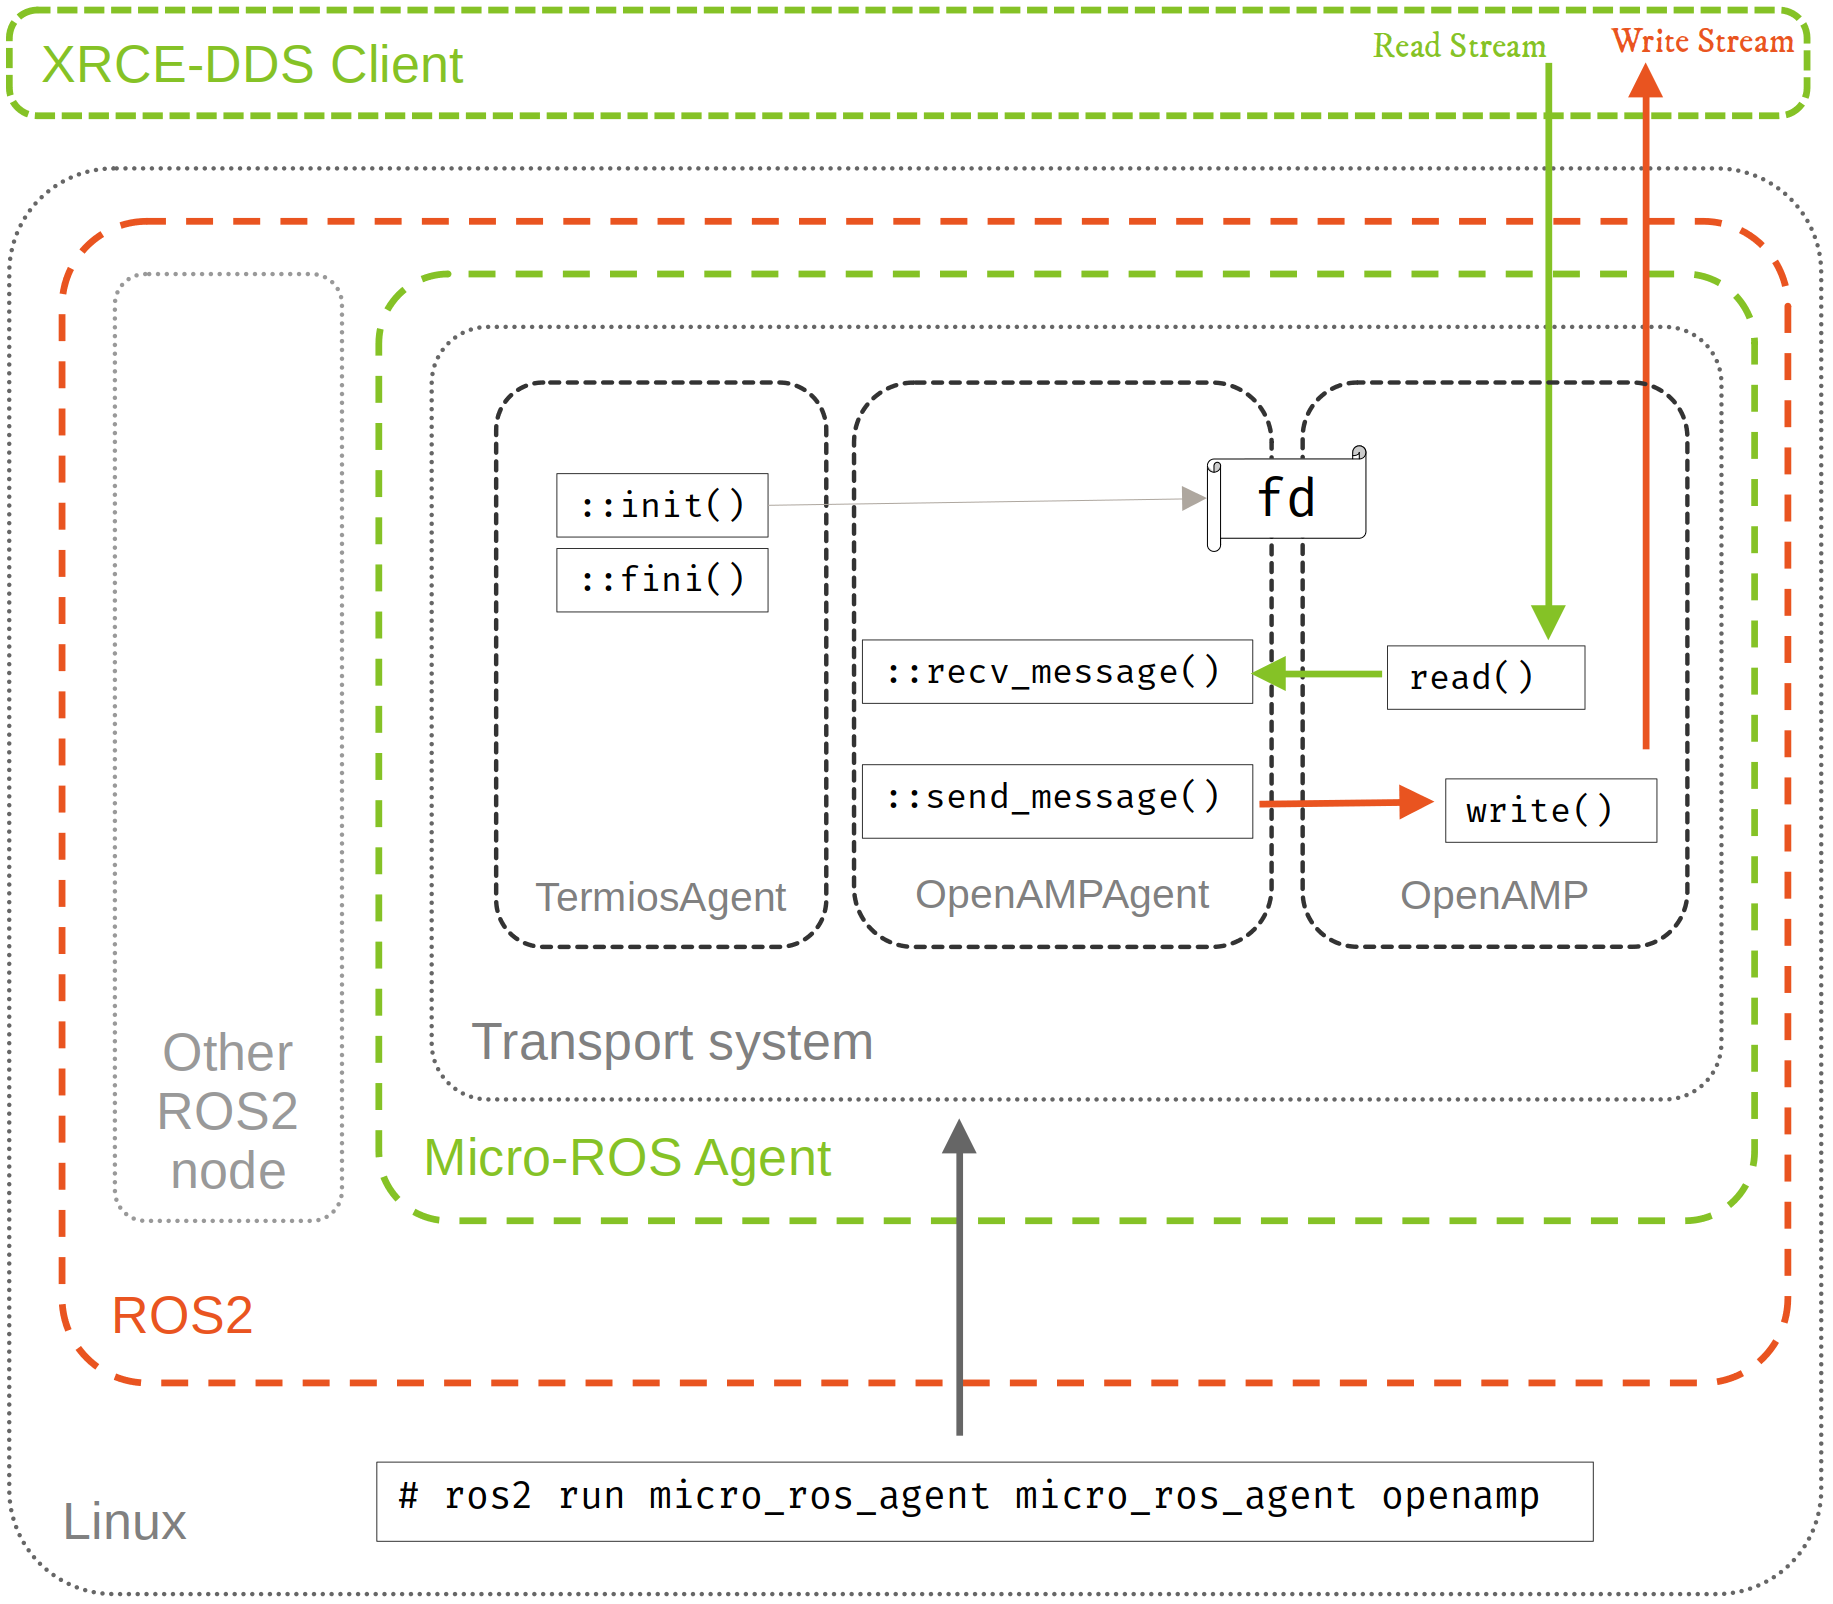 XRCE-DDS Client
Read Stream
Write Stream
::init()
fd
::fini()
::recv_message()
read()
::send_message()
write()
TermiosAgent
OpenAMPAgent
OpenAMP
Transport system
Other
ROS2
node
Micro-ROS Agent
ROS2
# ros2 run micro_ros_agent micro_ros_agent openamp
Linux